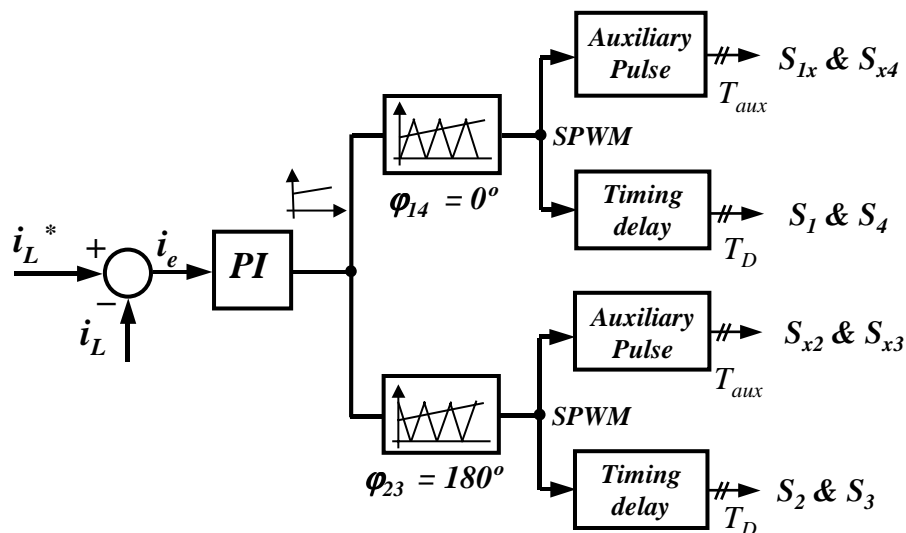 Auxiliary
Pulse
S1x & Sx4
Taux
SPWM
φ14 = 0º
Timing
delay
S1 & S4
TD
iL* +
ie
PI
−
iL
Auxiliary
Pulse
Sx2 & Sx3
Taux
SPWM
φ23 = 180º
Timing
delay
S2 & S3
TD